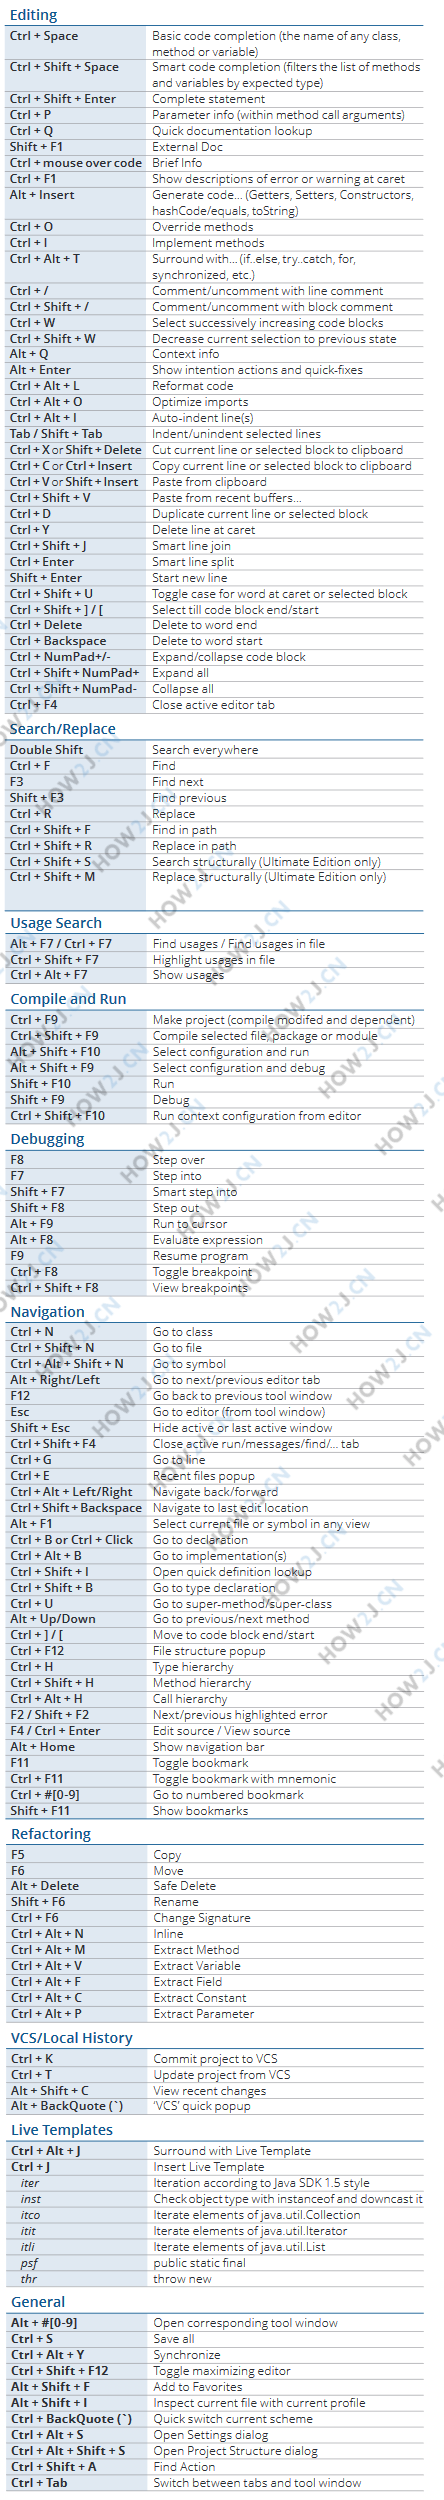 Editing
Ctrl + Space Basic code completion (the name of any class,
method or variable)
Ctrl + Shift + Space Smart code completion (filters the list of methods
and variables by expected type)
Ctrl + Shift + Enter Complete statement
Ctrl + P Parameter info (within method call arguments)
Ctrl + Q Quick documentation lookup
Shift + F1 External Doc
Ctrl + mouse over code Brief Info
Ctrl + F1 Show descriptions of error or warning at caret
Alt + Insert Generate code... (Getters, Setters, Constructors,
hashCode/equals, toString)
Ctrl + O Override methods
Ctrl + I Implement methods
Ctrl + Alt + T Surround with... (if..else, try..catch, for,
synchronized, etc.)
Ctrl + / Comment/uncomment with line comment
Ctrl + Shift + / Comment/uncomment with block comment
Ctrl + W Select successively increasing code blocks
Ctrl + Shift + W Decrease current selection to previous state
Alt + Q Context info
Alt + Enter Show intention actions and quick-fixes
Ctrl + Alt + L Reformat code
Ctrl + Alt + O Optimize imports
Ctrl + Alt + I Auto-indent line(s)
Tab / Shift + Tab Indent/unindent selected lines
Ctrl + X or Shift + Delete Cut current line or selected block to clipboard
Ctrl + C or Ctrl + Insert Copy current line or selected block to clipboard
Ctrl + V or Shift + Insert Paste from clipboard
Ctrl + Shift + V Paste from recent buffers...
Ctrl + D Duplicate current line or selected block
Ctrl + Y Delete line at caret
Ctrl + Shift + J Smart line join
Ctrl + Enter Smart line split
Shift + Enter Start new line
Ctrl + Shift + U Toggle case for word at caret or selected block
Ctrl + Shift + ] / [ Select till code block end/start
Ctrl + Delete Delete to word end
Ctrl + Backspace Delete to word start
Ctrl + NumPad+/- Expand/collapse code block
Ctrl + Shift + NumPad+ Expand all
Ctrl + Shift + NumPad- Collapse all
Ctrl + F4 Close active editor tab
Search/Replace
Double Shift Search everywhere
Ctrl + F Find
F3 Find next
Shift + F3 Find previous
Ctrl + R Replace
Ctrl + Shift + F Find in path
Ctrl + Shift + R Replace in path
Ctrl + Shift + S Search structurally (Ultimate Edition only)
Ctrl + Shift + M Replace structurally (Ultimate Edition only)
Usage Search
Alt + F7 / Ctrl + F7 Find usages / Find usages in file
Ctrl + Shift + F7 Highlight usages in file
Ctrl + Alt + F7 Show usages
Compile and Run
Ctrl + F9 Make project (compile modifed and dependent)
Ctrl + Shift + F9 Compile selected file, package or module
Alt + Shift + F10 Select configuration and run
Alt + Shift + F9 Select configuration and debug
Shift + F10 Run
Shift + F9 Debug
Ctrl + Shift + F10 Run context configuration from editor
Debugging
F8 Step over
F7 Step into
Shift + F7 Smart step into
Shift + F8 Step out
Alt + F9 Run to cursor
Alt + F8 Evaluate expression
F9 Resume program
Ctrl + F8 Toggle breakpoint
Ctrl + Shift + F8 View breakpoints
Navigation
Ctrl + N Go to class
Ctrl + Shift + N Go to file
Ctrl + Alt + Shift + N Go to symbol
Alt + Right/Left Go to next/previous editor tab
F12 Go back to previous tool window
Esc Go to editor (from tool window)
Shift + Esc Hide active or last active window
Ctrl + Shift + F4 Close active run/messages/find/... tab
Ctrl + G Go to line
Ctrl + E Recent files popup
Ctrl + Alt + Left/Right Navigate back/forward
Ctrl + Shift + Backspace Navigate to last edit location
Alt + F1 Select current file or symbol in any view
Ctrl + B or Ctrl + Click Go to declaration
Ctrl + Alt + B Go to implementation(s)
Ctrl + Shift + I Open quick definition lookup
Ctrl + Shift + B Go to type declaration
Ctrl + U Go to super-method/super-class
Alt + Up/Down Go to previous/next method
Ctrl + ] / [ Move to code block end/start
Ctrl + F12 File structure popup
Ctrl + H Type hierarchy
Ctrl + Shift + H Method hierarchy
Ctrl + Alt + H Call hierarchy
F2 / Shift + F2 Next/previous highlighted error
F4 / Ctrl + Enter Edit source / View source
Alt + Home Show navigation bar
F11 Toggle bookmark
Ctrl + F11 Toggle bookmark with mnemonic
Ctrl + #[0-9] Go to numbered bookmark
Shift + F11 Show bookmarks
Refactoring
F5 Copy
F6 Move
Alt + Delete Safe Delete
Shift + F6 Rename
Ctrl + F6 Change Signature
Ctrl + Alt + N Inline
Ctrl + Alt + M Extract Method
Ctrl + Alt + V Extract Variable
Ctrl + Alt + F Extract Field
Ctrl + Alt + C Extract Constant
Ctrl + Alt + P Extract Parameter
VCS/Local History
Ctrl + K Commit project to VCS
Ctrl + T Update project from VCS
Alt + Shift + C View recent changes
Alt + BackQuote (`) ‘VCS’ quick popup
Live Templates
Ctrl + Alt + J Surround with Live Template
Ctrl + J Insert Live Template
iter Iteration according to Java SDK 1.5 style
inst Check object type with instanceof and downcast it
itco Iterate elements of java.util.Collection
itit Iterate elements of java.util.Iterator
itli Iterate elements of java.util.List
psf public static final
thr throw new
General
Alt + #[0-9] Open corresponding tool window
Ctrl + S Save all
Ctrl + Alt + Y Synchronize
Ctrl + Shift + F12 Toggle maximizing editor
Alt + Shift + F Add to Favorites
Alt + Shift + I Inspect current file with current profile
Ctrl + BackQuote (`) Quick switch current scheme
Ctrl + Alt + S Open Settings dialog
Ctrl + Alt + Shift + S Open Project Structure dialog
Ctrl + Shift + A Find Action
Ctrl + Tab Switch between tabs and tool window
HOW2J.CN